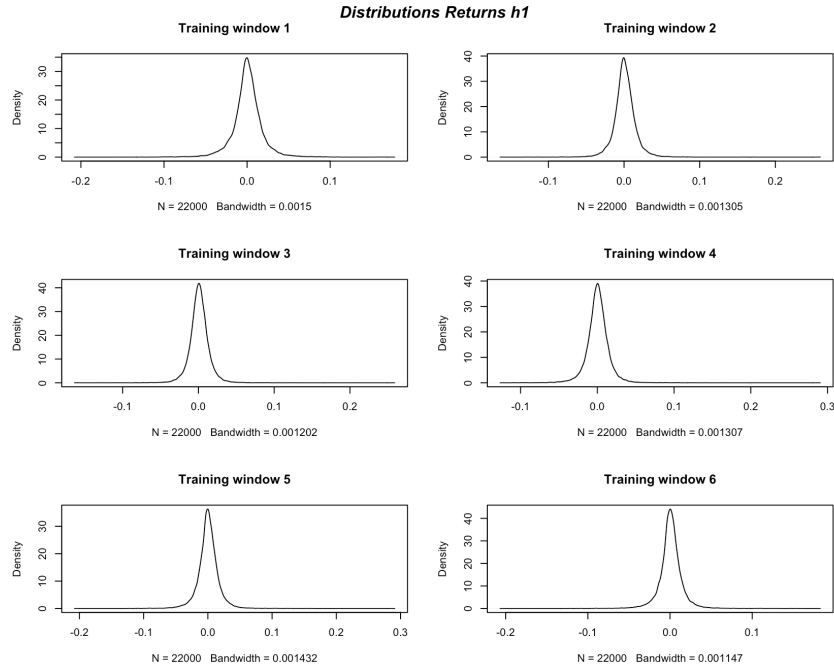 Distributions Returns h1
Training window 1
Density
0 10 20 30
-0.2 -0.1 0.0 0.1
N = 22000 Bandwidth = 0.0015
Training window 2
Density
0 10 20 30 40
-0.1 0.0 0.1 0.2
N = 22000 Bandwidth = 0.001305
Training window 3
Density
0 10 20 30 40
-0.1 0.0 0.1 0.2
N = 22000 Bandwidth = 0.001202
Training window 4
Density
0 10 20 30 40
-0.1 0.0 0.1 0.2 0.3
N = 22000 Bandwidth = 0.001307
Training window 5
Density
0 10 20 30
-0.2 -0.1 0.0 0.1 0.2 0.3
N = 22000 Bandwidth = 0.001432
Training window 6
Density
0 10 20 30 40
-0.2 -0.1 0.0 0.1
N = 22000 Bandwidth = 0.001147